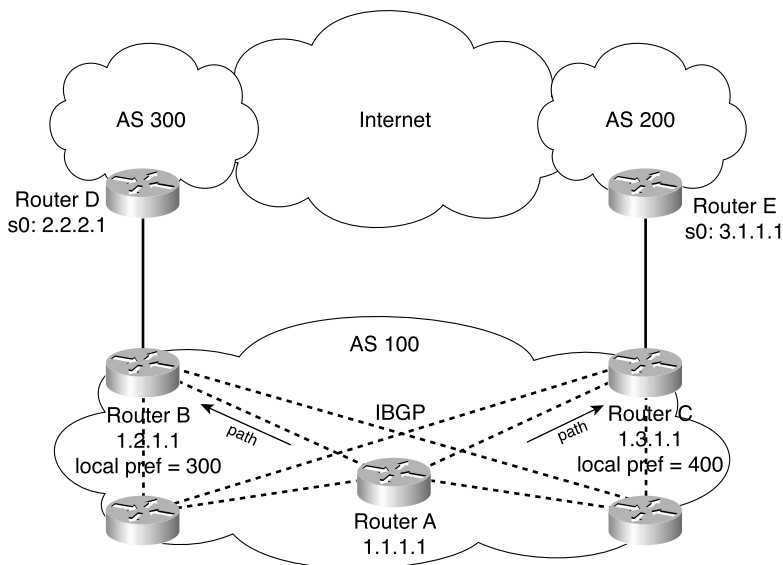 AS 300
Internet
AS 200
Router D
s0: 2.2.2.1
Router E
s0: 3.1.1.1
AS 100
IBGP
Router B
1.2.1.1
local pref = 300
path
path
Router C
1.3.1.1
local pref = 400
Router A
1.1.1.1